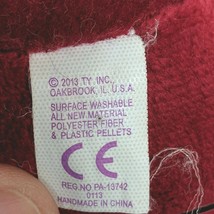 © 2013 TY INC.,
OAKBROOK, IL. U.S.A.
SURFACE WASHABLE
ALL NEW MATERIAL
POLYESTER FIBER
& PLASTIC PELLETS
CE
REG.NO PA-13742
0113
HANDMADE IN CHINA